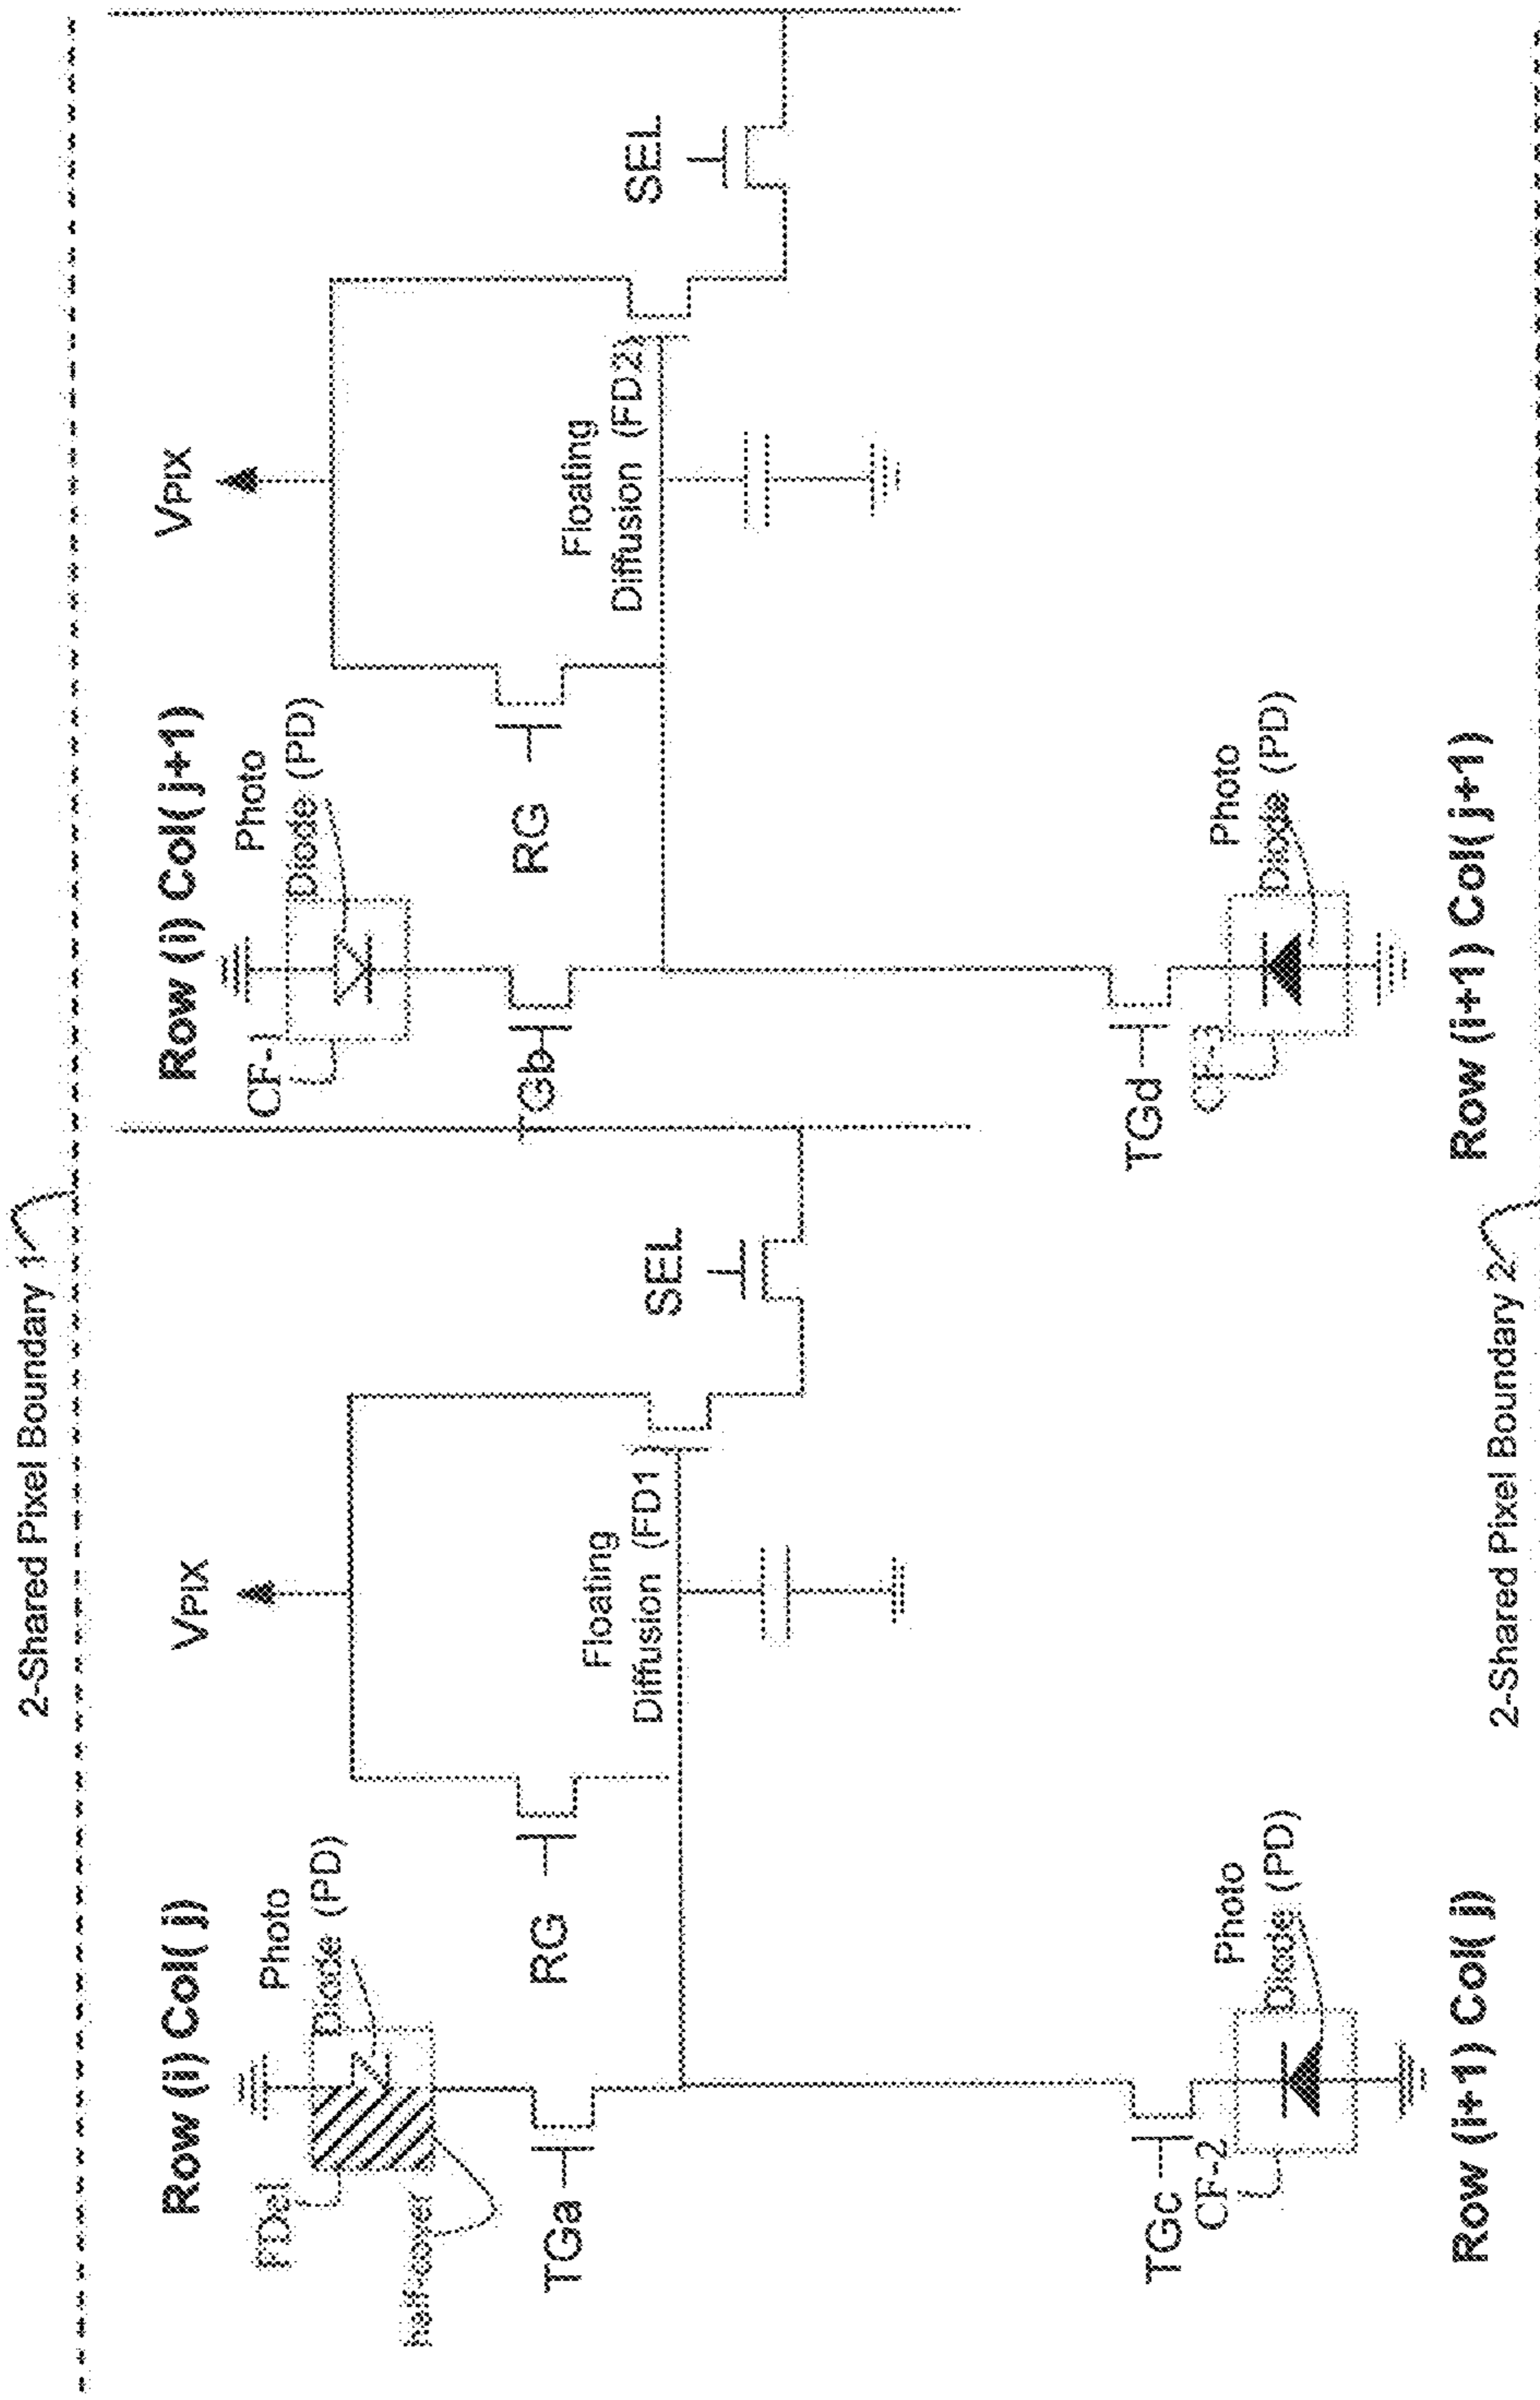 2-Shared Pixel Boundary 1
Row (i) Col( j)
FDel
half-cover
Photo
Diode (PD)
TGa
RG
VPIX
Floating
Diffusion (FD1)
SEL
Row (i) Col( j+1)
CF-1
Photo
Diode (PD)
TGb
RG
VPIX
Floating
Diffusion (FD2)
SEL
TGc
CF-2
Photo
Diode (PD)
Row (i+1) Col( j)
TGd
CF-3
Photo
Diode (PD)
Row (i+1) Col( j+1)
2-Shared Pixel Boundary 2